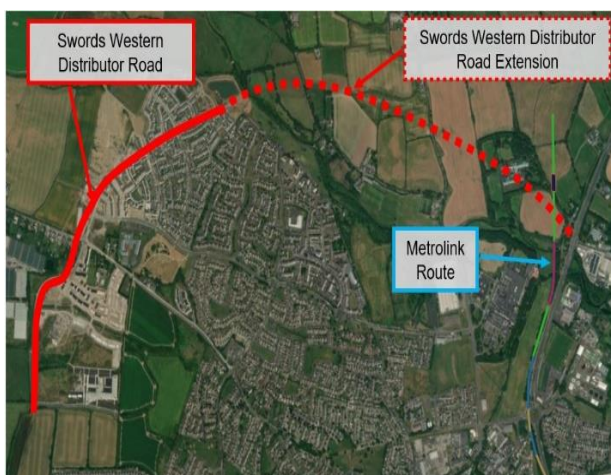 Swords Western
Distributor Road
Swords Western Distributor
Road Extension
Metrolink
Route